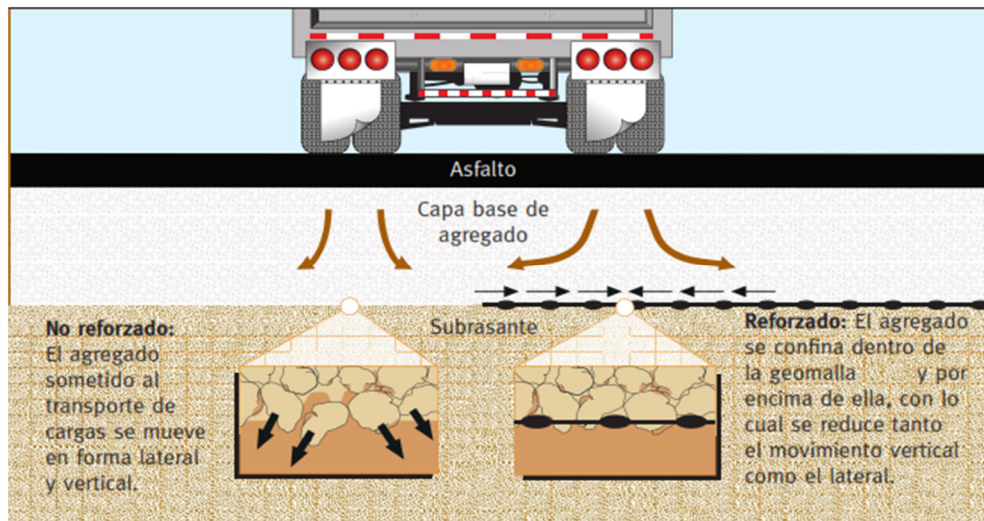 Asfalto
Capa base de
agregado
Subrasante
No reforzado:
El agregado
sometido al
transporte de
cargas se mueve
en forma lateral
y vertical.
Reforzado: El agregado
se confina dentro de
la geomalla y por
encima de ella, con lo
cual se reduce tanto
el movimiento vertical
como el lateral.